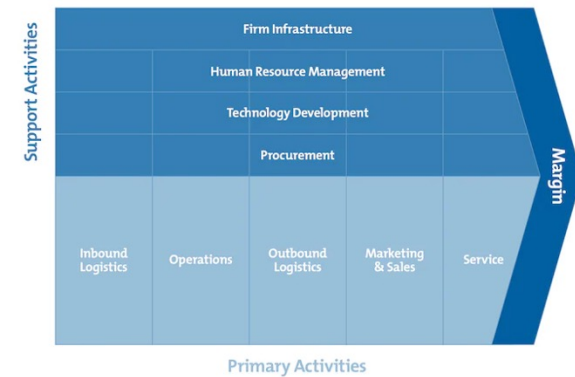 Support Activities
Firm Infrastructure
Human Resource Management
Technology Development
Procurement
Margin
Inbound
Logistics
Operations
Outbound
Logistics
Marketing
& Sales
Service
Primary Activities